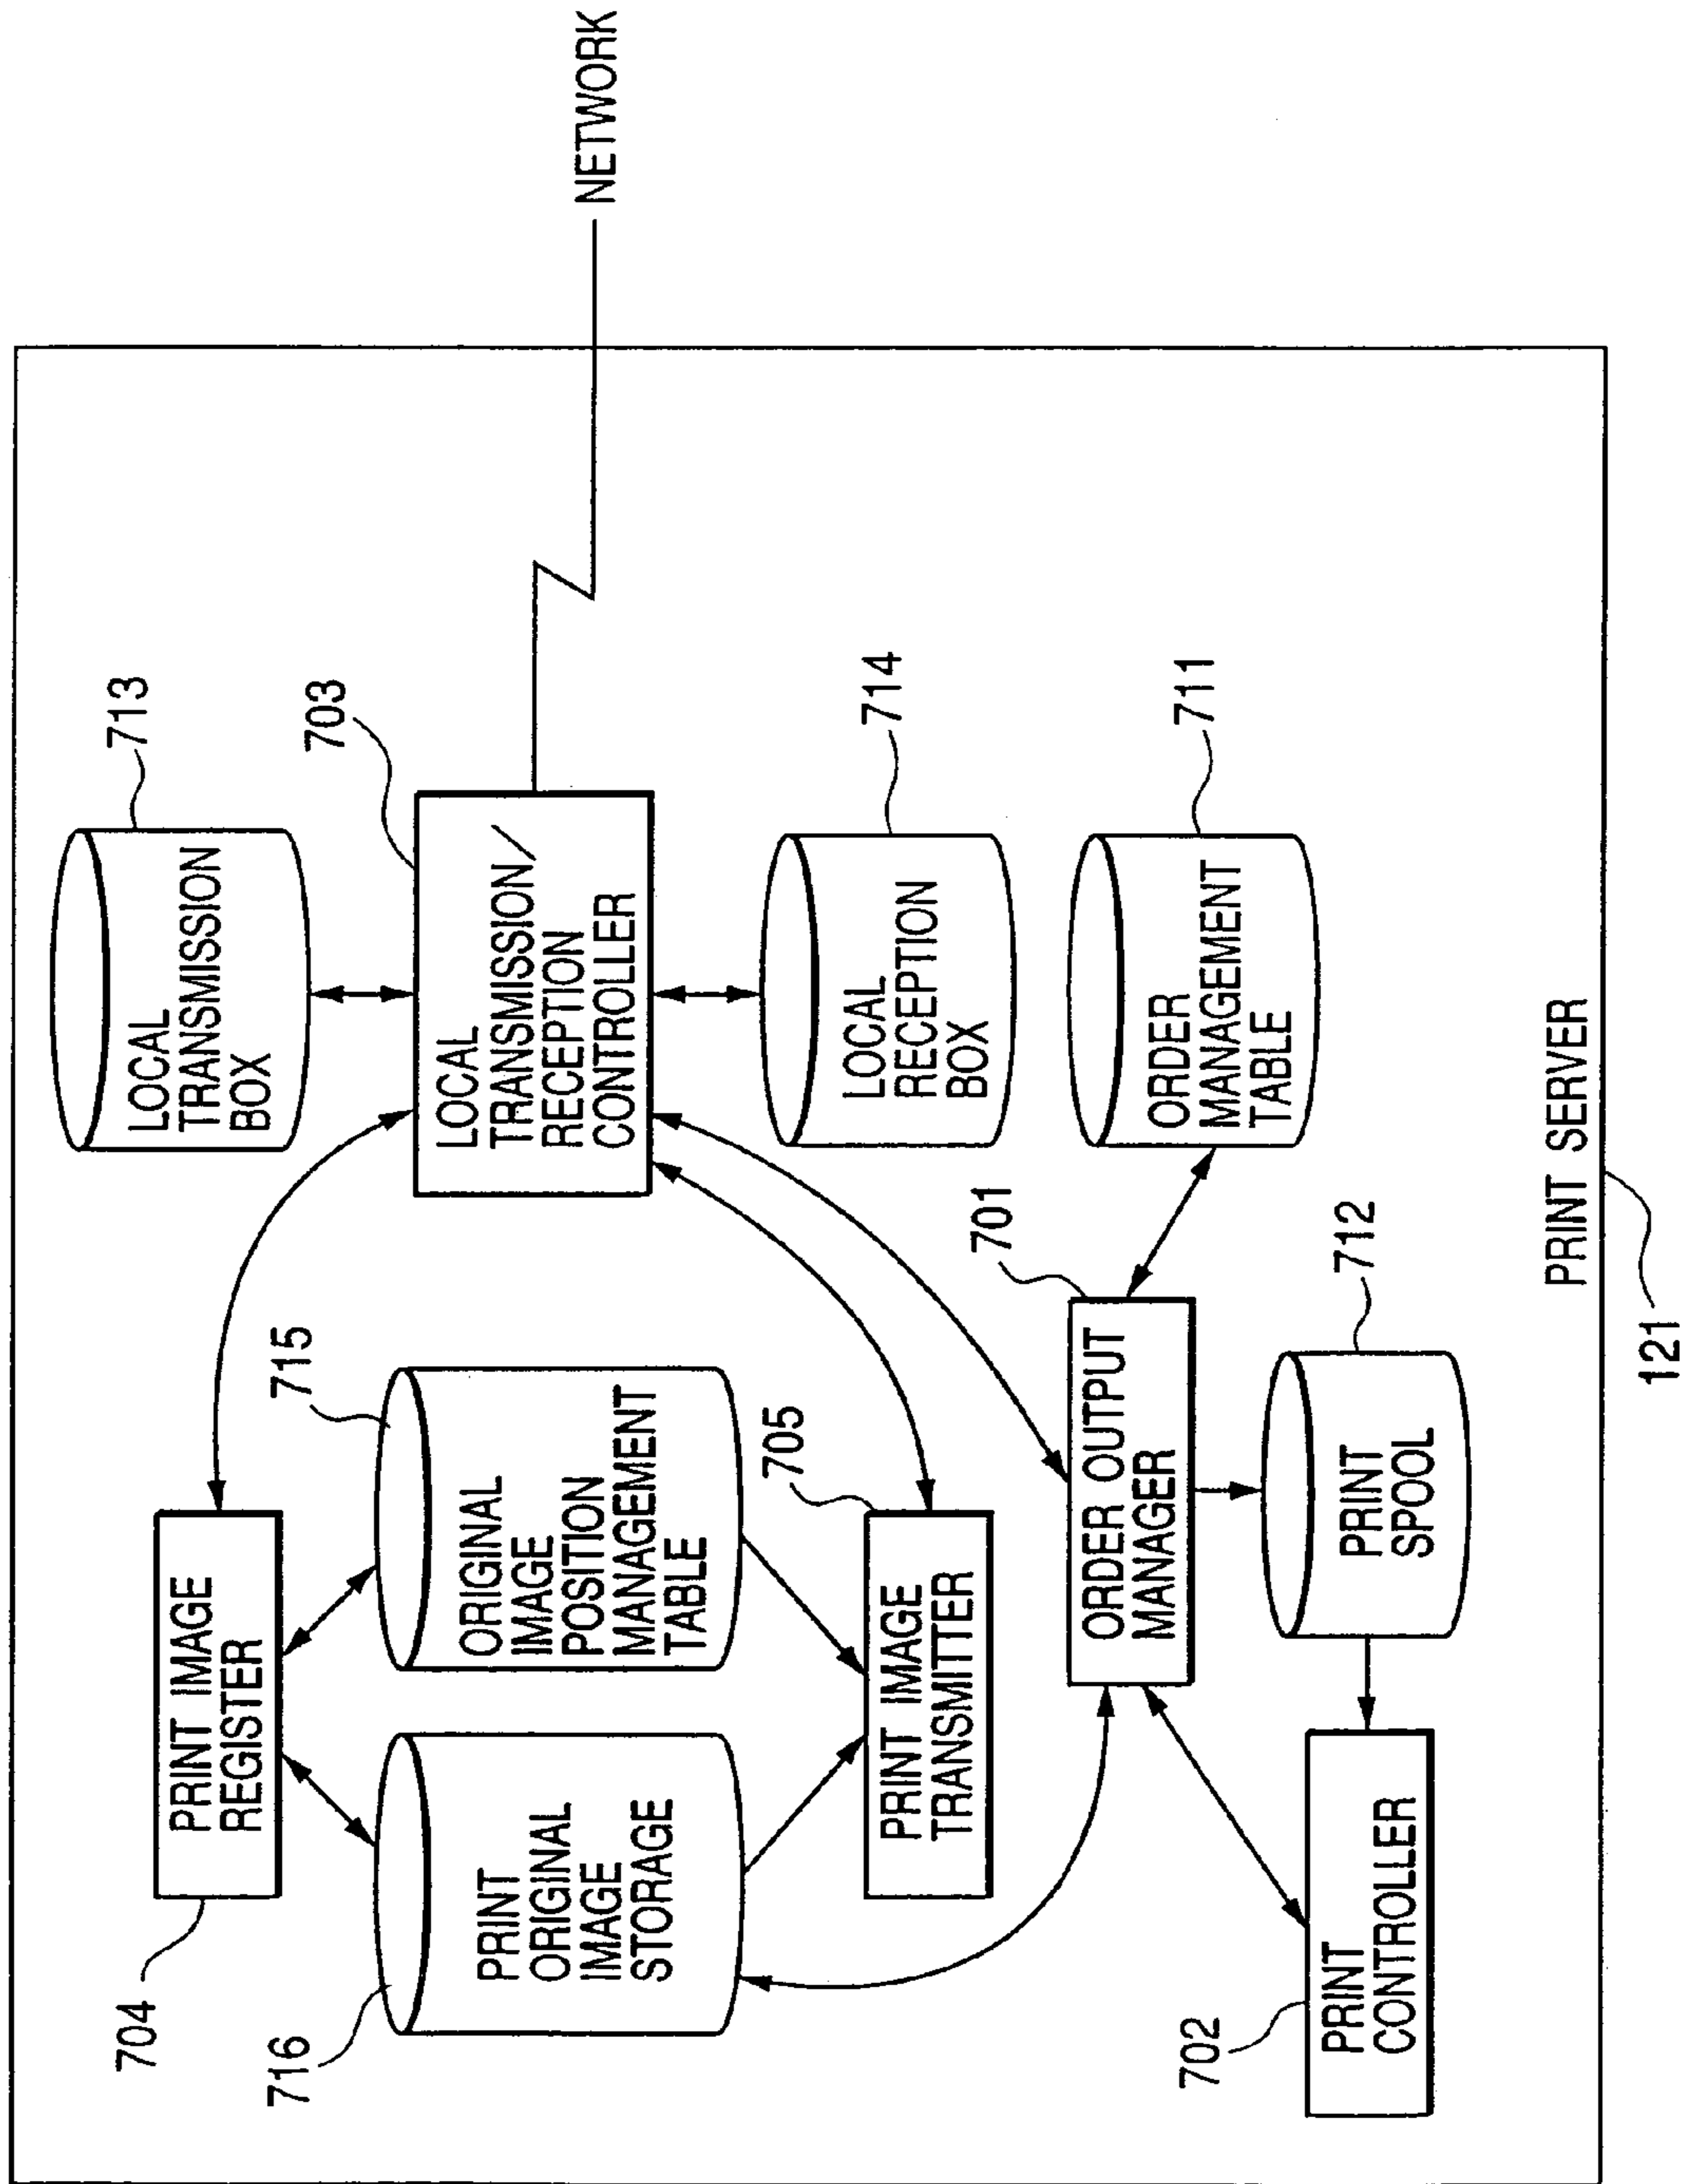 704
PRINT IMAGE
REGISTER
716
PRINT
ORIGINAL
IMAGE
STORAGE
715
ORIGINAL
IMAGE
POSITION
MANAGEMENT
TABLE
705
PRINT IMAGE
TRANSMITTER
713
LOCAL
TRANSMISSION
BOX
703
LOCAL
TRANSMISSION/
RECEPTION
CONTROLLER
NETWORK
714
LOCAL
RECEPTION
BOX
701
ORDER OUTPUT
MANAGER
711
ORDER
MANAGEMENT
TABLE
702
PRINT
CONTROLLER
712
PRINT
SPOOL
PRINT SERVER
121